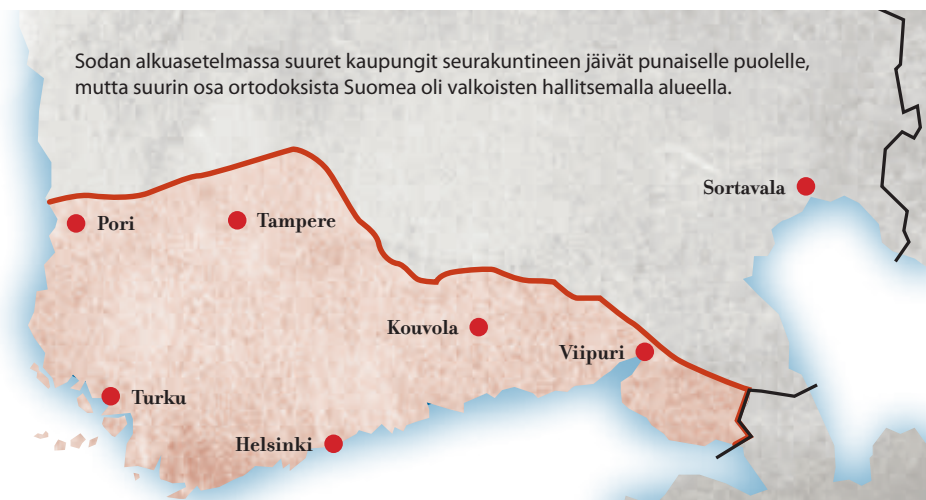 Sodan alkuasetelmassa suuret kaupungit seurakuntineen jäivät punaiselle puolelle,
mutta suurin osa ortodoksista Suomea oli valkoisten hallitsemalla alueella.
Sortavala
Pori
Tampere
Kouvola
Viipuri
Turku
Helsinki